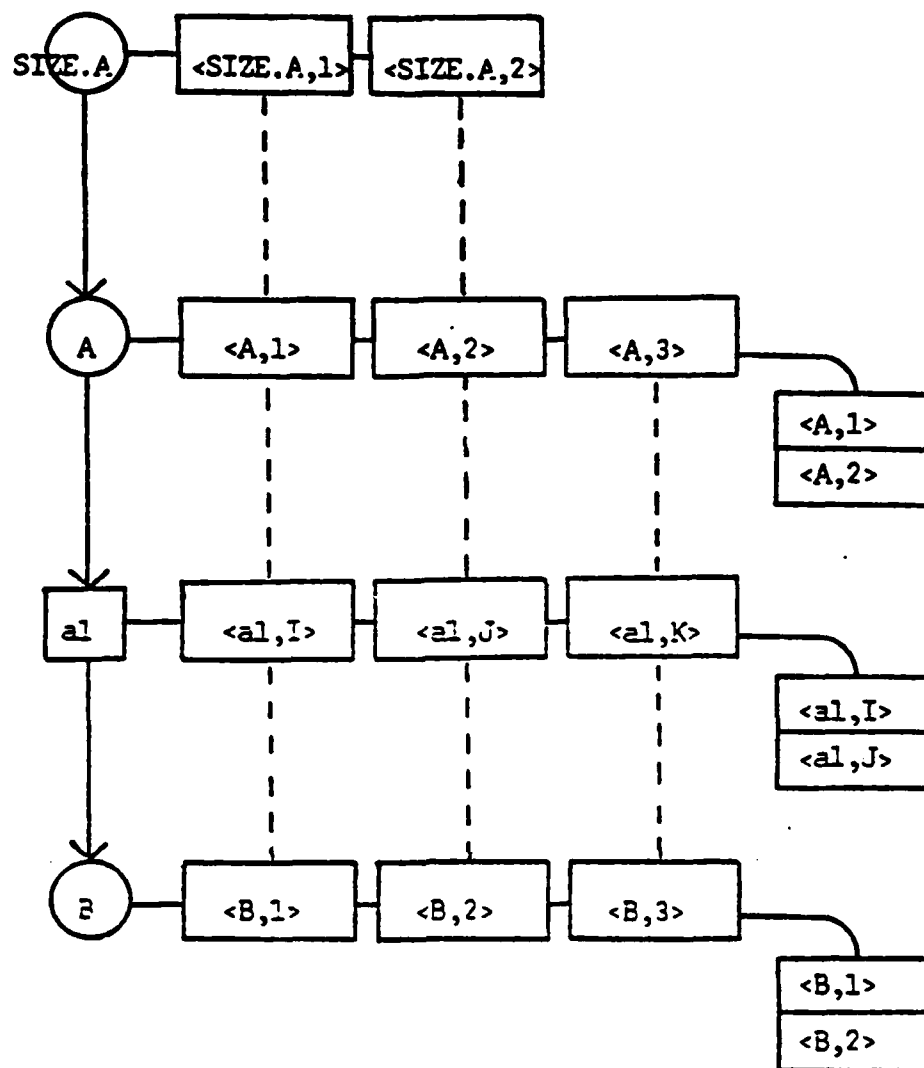 SIZE.A <SIZE.A,1> <SIZE.A,2>
A <A,1> <A,2> <A,3>
<A,1>
<A,2>
a1 <a1,I> <a1,J> <a1,K>
<a1,I>
<a1,J>
B <B,1> <B,2> <B,3>
<B,1>
<B,2>